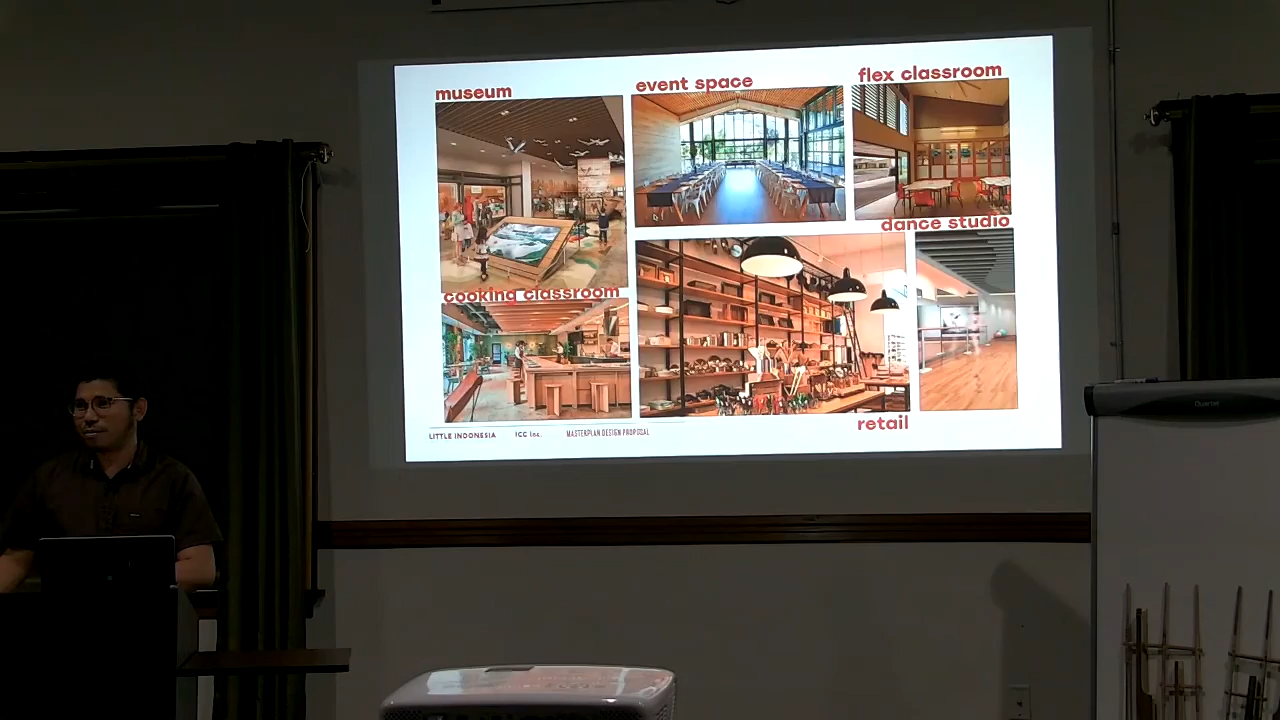 museum
event space
flex classroom
cooking classroom
dance studio
retail
LITTLE INDONESIA
ICC Inc.
MASTERPLAN DESIGN PROPOSAL
Quartet